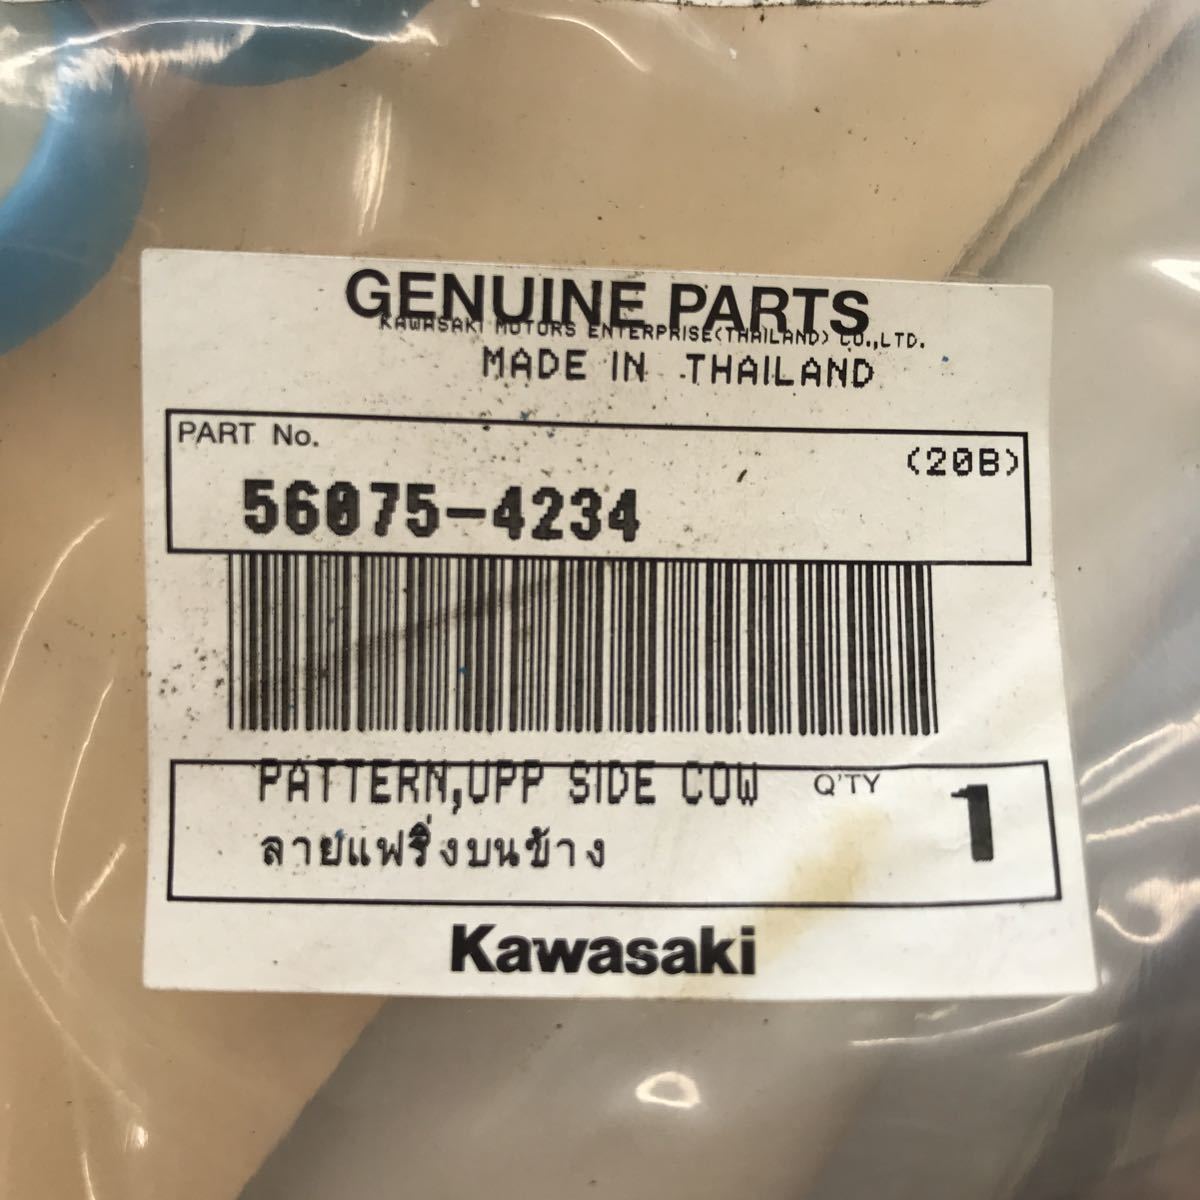 GENUINE PARTS
KAWASAKI MOTORS ENTERPRISE(THAILAND) CO.,LTD.
MADE IN THAILAND
PART No.
(20B)
56075-4234
PATTERN,UPP SIDE COW Q'TY 1
ลายแฟริ่งบนข้าง
Kawasaki